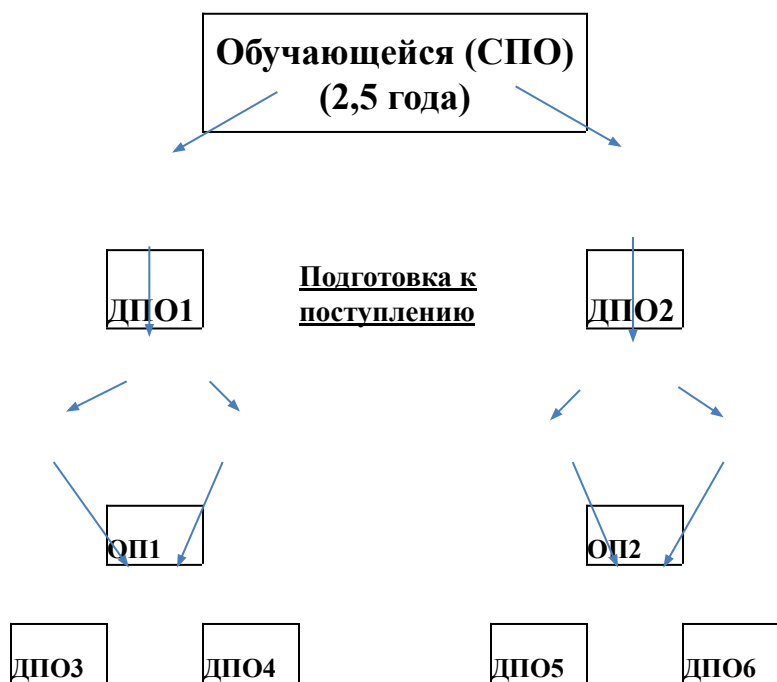 Обучающейся (СПО)
(2,5 года)
ДПО1
Подготовка к
поступлению
ДПО2
ОП1
ОП2
ДПО3
ДПО4
ДПО5
ДПО6